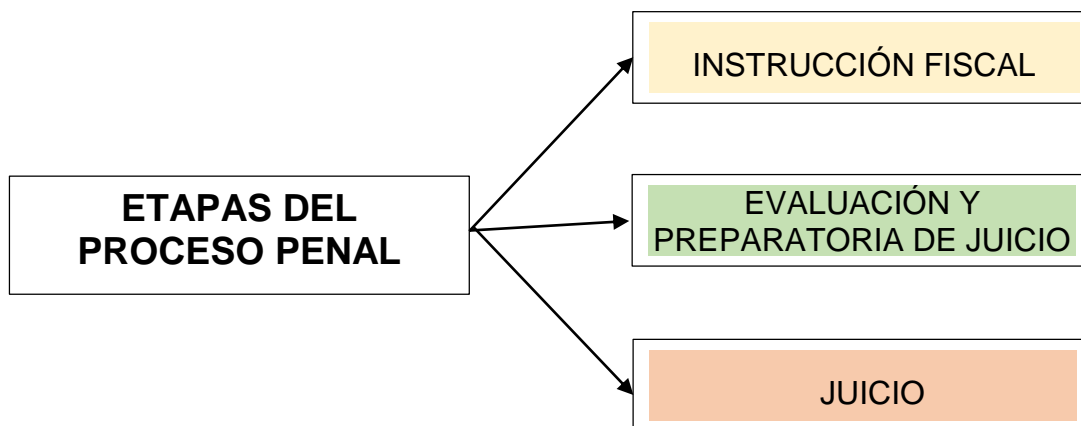 INSTRUCCIÓN FISCAL
ETAPAS DEL
PROCESO PENAL
EVALUACIÓN Y
PREPARATORIA DE JUICIO
JUICIO